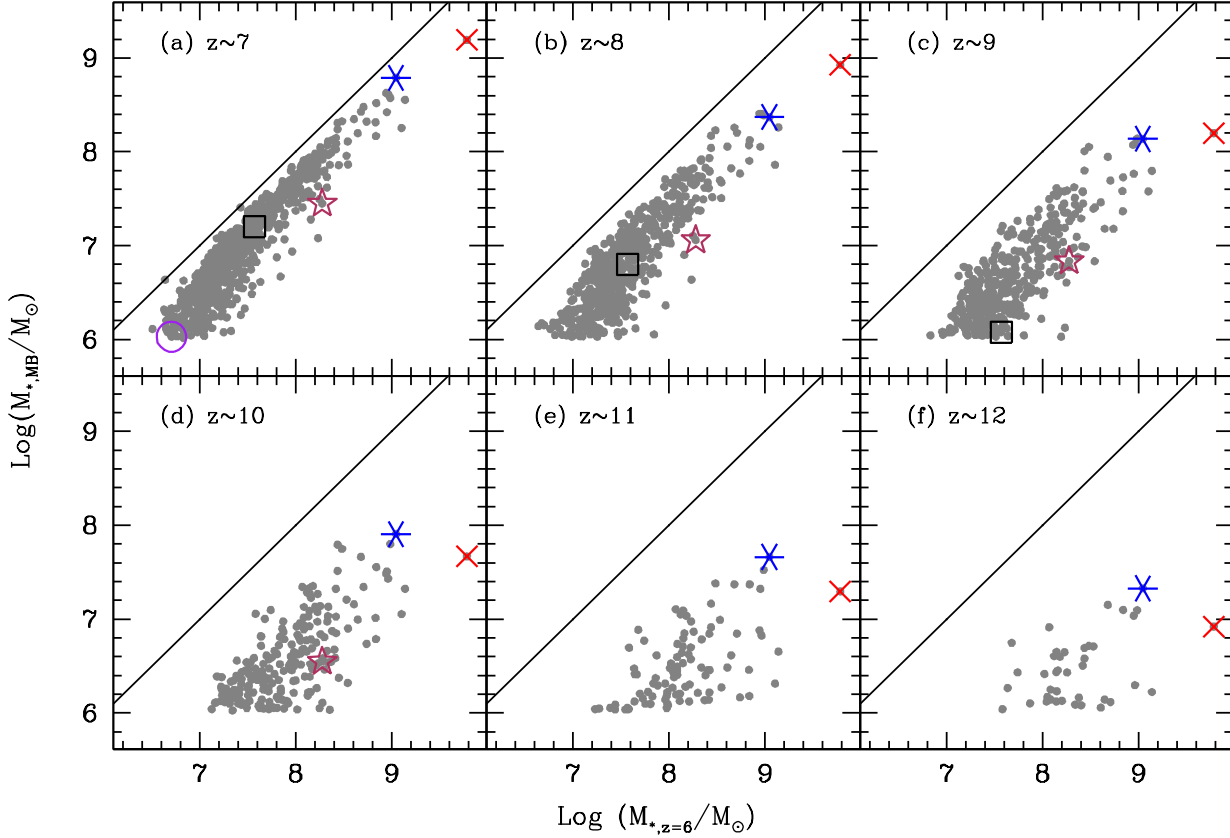 (a) z~7
(b) z~8
(c) z~9
9
8
7
6
(d) z~10
(e) z~11
(f) z~12
9
8
7
6
7 8 9 7 8 9 7 8 9
Log(M*,MB/M⊙)
Log (M*,z=6/M⊙)